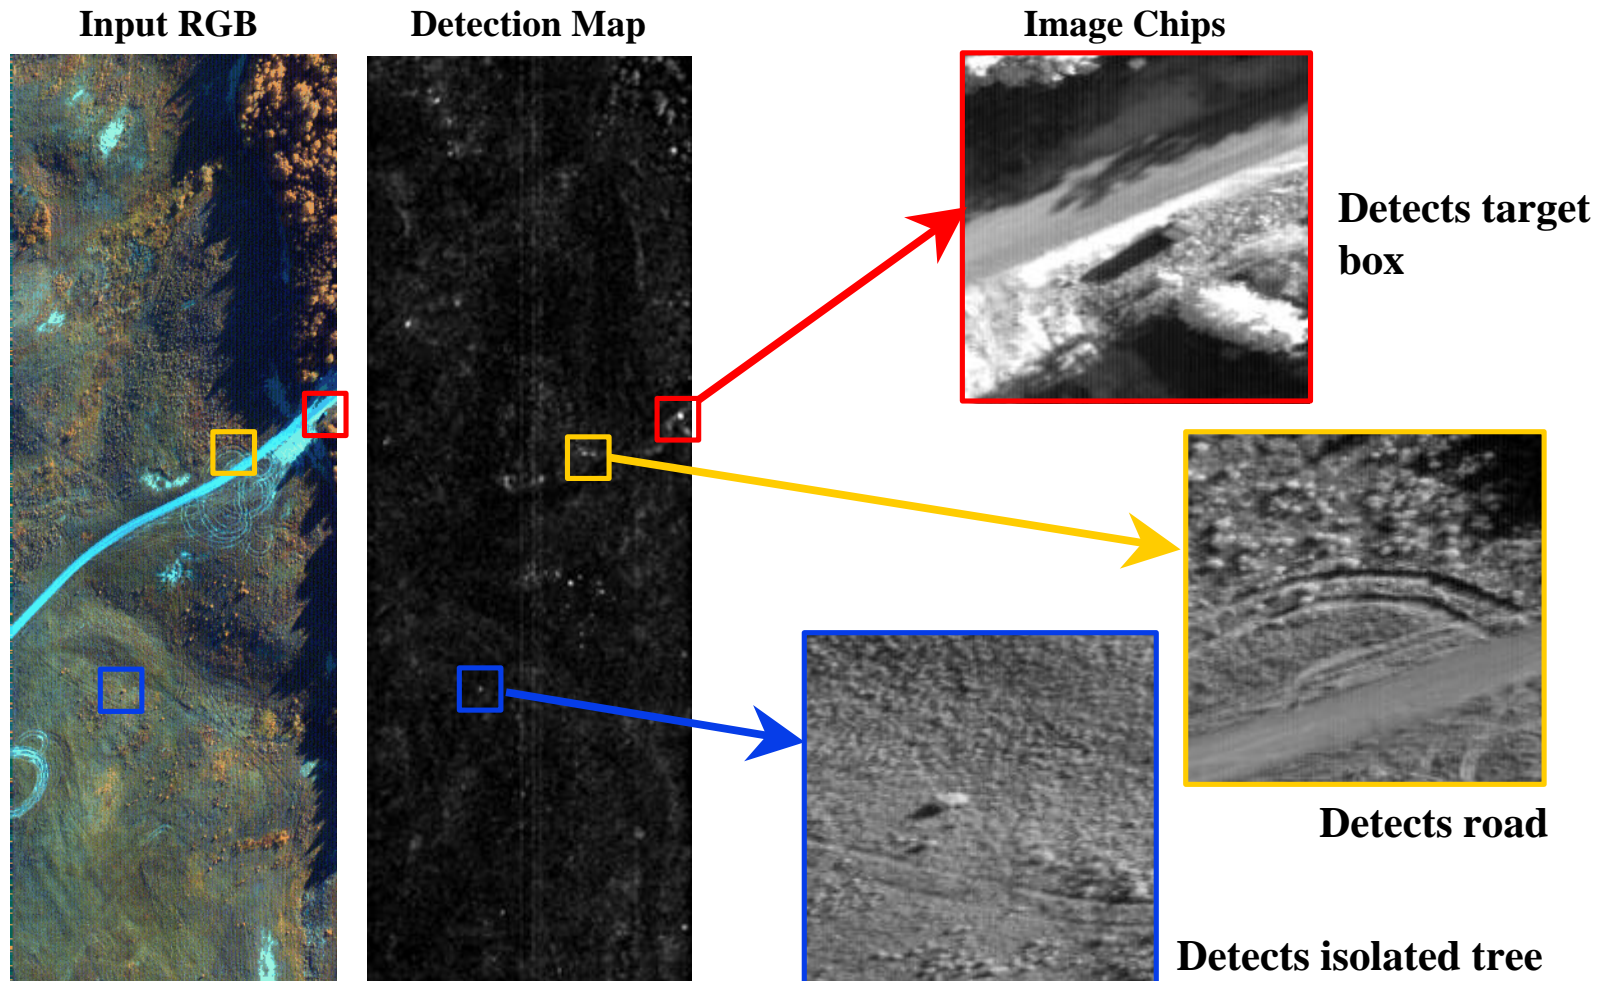 Input RGB
Detection Map
Image Chips
Detects target
box
Detects road
Detects isolated tree